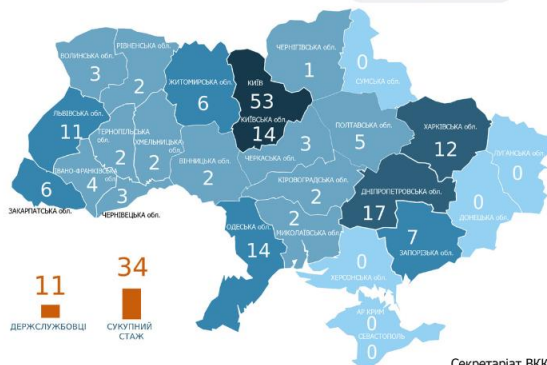 ВОЛИНСЬКА обл.
3
РІВНЕНСЬКА обл.
2
ЖИТОМИРСЬКА обл.
6
КИЇВ
53
КИЇВСЬКА обл.
14
ЧЕРНІГІВСЬКА обл.
1
0
СУМСЬКА обл.
ЛЬВІВСЬКА обл.
11
ТЕРНОПІЛЬСЬКА
обл.
2
ХМЕЛЬНИЦЬКА
обл.
2
ВІННИЦЬКА обл.
2
3
ЧЕРКАСЬКА обл.
ПОЛТАВСЬКА обл.
5
ХАРКІВСЬКА обл.
12
ЛУГАНСЬКА обл.
0
6
ЗАКАРПАТСЬКА обл.
ІВАНО-ФРАНКІВСЬКА
обл.
4
3
ЧЕРНІВЕЦЬКА обл.
КІРОВОГРАДСЬКА обл.
2
ДНІПРОПЕТРОВСЬКА обл.
17
0
ДОНЕЦЬКА обл.
ОДЕСЬКА обл.
14
2
МИКОЛАЇВСЬКА обл.
7
ЗАПОРІЗЬКА обл.
0
ХЕРСОНСЬКА обл.
АР КРИМ
0
СЕВАСТОПОЛЬ
0
11
ДЕРЖСЛУЖБОВЦІ
34
СУКУПНИЙ
СТАЖ
Секретаріат ВКК